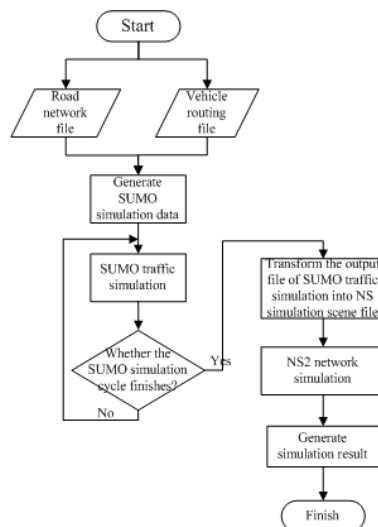 Start
Road
network
file
Vehicle
routing
file
Generate
SUMO
simulation data
SUMO traffic
simulation
Whether the
SUMO simulation
cycle finishes?
Yes
No
Transform the output
file of SUMO traffic
simulation into NS
simulation scene file
NS2 network
simulation
Generate
simulation result
Finish